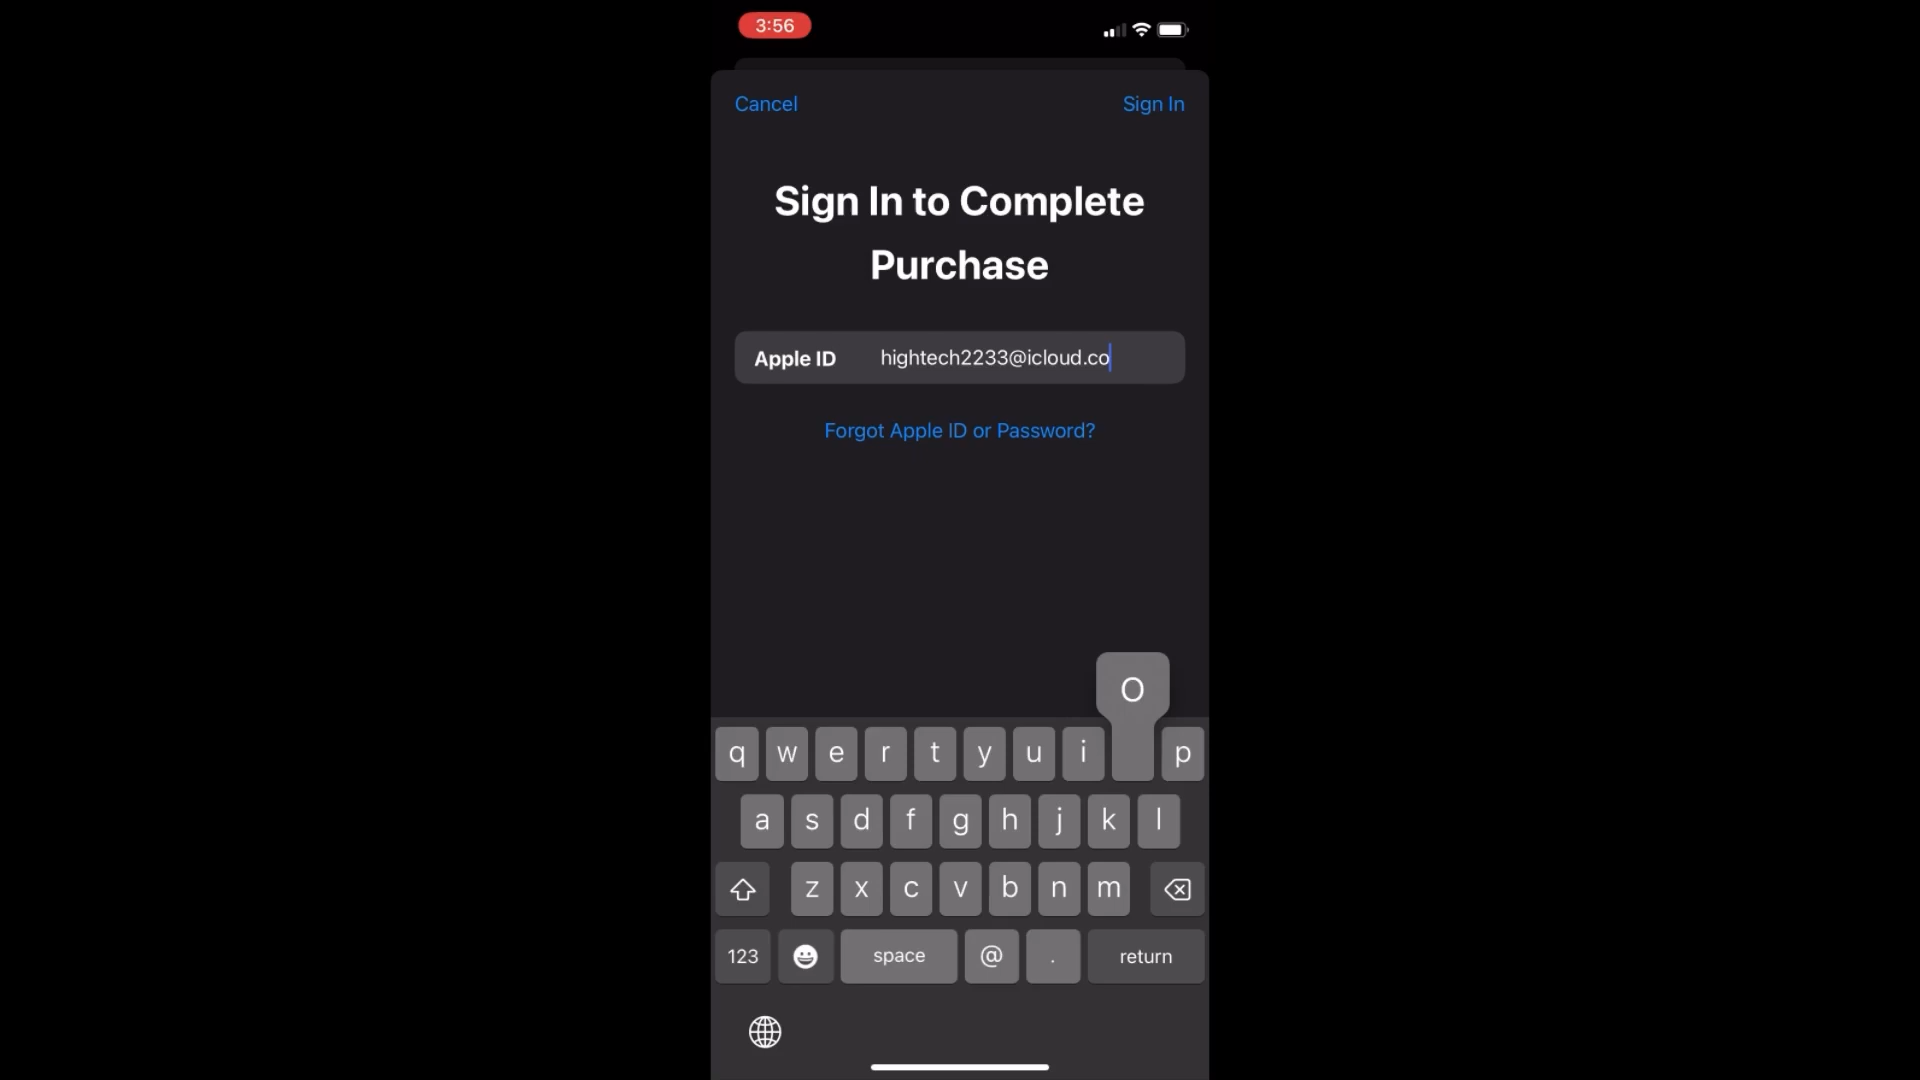 3:56
Cancel
Sign In
Sign In to Complete
Purchase
Apple ID hightech2233@icloud.co
Forgot Apple ID or Password?
O
q w e r t y u i p
a s d f g h j k l
z x c v b n m
123 space @ . return